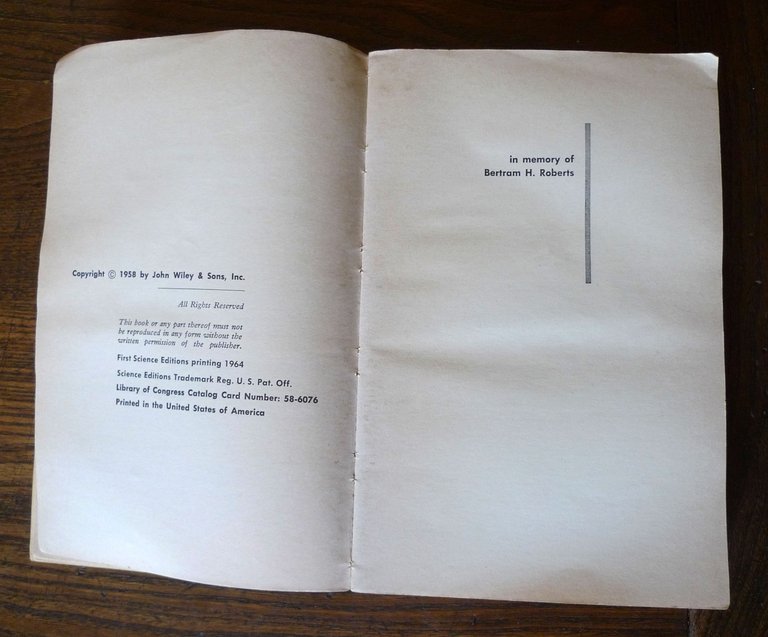 Copyright © 1958 by John Wiley & Sons, Inc.
All Rights Reserved
This book or any part thereof must not
be reproduced in any form without the
written permission of the publisher.
First Science Editions printing 1964
Science Editions Trademark Reg. U. S. Pat. Off.
Library of Congress Catalog Card Number: 58-6076
Printed in the United States of America
in memory of
Bertram H. Roberts